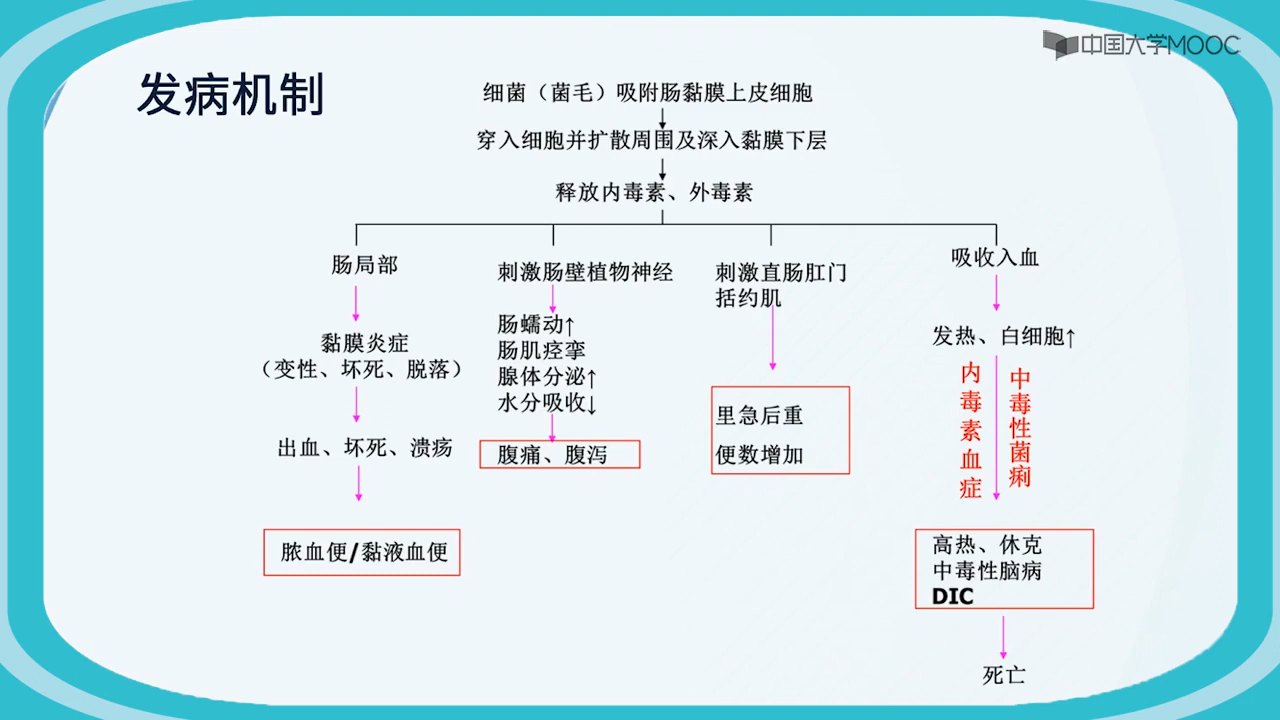 中国大学MOOC
发病机制
细菌（菌毛）吸附肠黏膜上皮细胞
穿入细胞并扩散周围及深入黏膜下层
释放内毒素、外毒素
肠局部
黏膜炎症
（变性、坏死、脱落）
出血、坏死、溃疡
脓血便/黏液血便
刺激肠壁植物神经
肠蠕动↑
肠肌痉挛
腺体分泌↑
水分吸收↓
腹痛、腹泻
刺激直肠肛门
括约肌
里急后重
便数增加
吸收入血
发热、白细胞↑
内毒素血症
中毒性菌痢
高热、休克
中毒性脑病
DIC
死亡